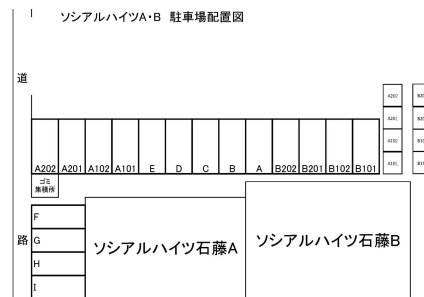 ソシアルハイツA・B 駐車場配置図
道
路
A202 A201 A102 A101 E D C B A B202 B201 B102 B101
A202
A201
A102
A101
ゴミ
集積所
F
G
H
I
ソシアルハイツ石藤A
ソシアルハイツ石藤B